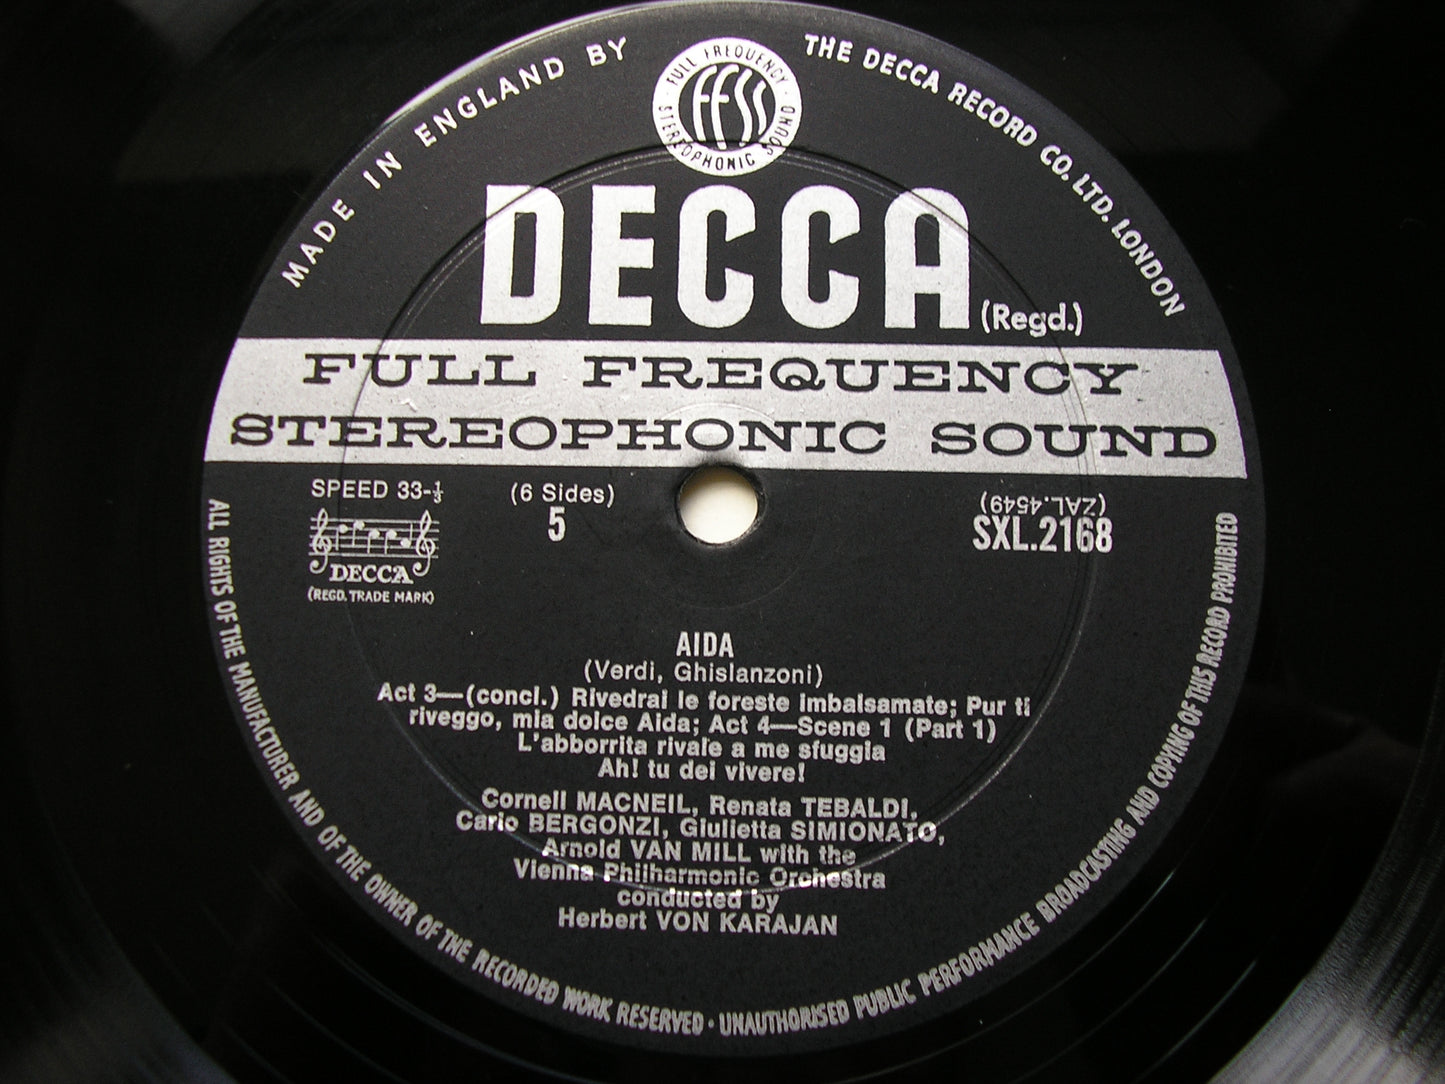 MADE IN ENGLAND BY
THE DECCA RECORD CO. LTD. LONDON
FULL FREQUENCY
FFSS
STEREOPHONIC SOUND
DECCA (Regd.)
FULL FREQUENCY
STEREOPHONIC SOUND
SPEED 33-⅓
(6 Sides)
5
(ZAL.4549)
SXL.2168
DECCA
(REGD. TRADE MARK)
AIDA
(Verdi, Ghislanzoni)
Act 3—(concl.) Rivedrai le foreste imbalsamate; Pur ti
riveggo, mia dolce Aida; Act 4—Scene 1 (Part 1)
L'abborrita rivale a me sfuggia
Ah! tu dei vivere!
Cornell MACNEIL, Renata TEBALDI,
Carlo BERGONZI, Giulietta SIMIONATO,
Arnold VAN MILL with the
Vienna Philharmonic Orchestra
conducted by
Herbert VON KARAJAN
ALL RIGHTS OF THE MANUFACTURER AND OF THE OWNER OF THE RECORDED WORK RESERVED · UNAUTHORISED PUBLIC PERFORMANCE BROADCASTING AND COPYING OF THIS RECORD PROHIBITED